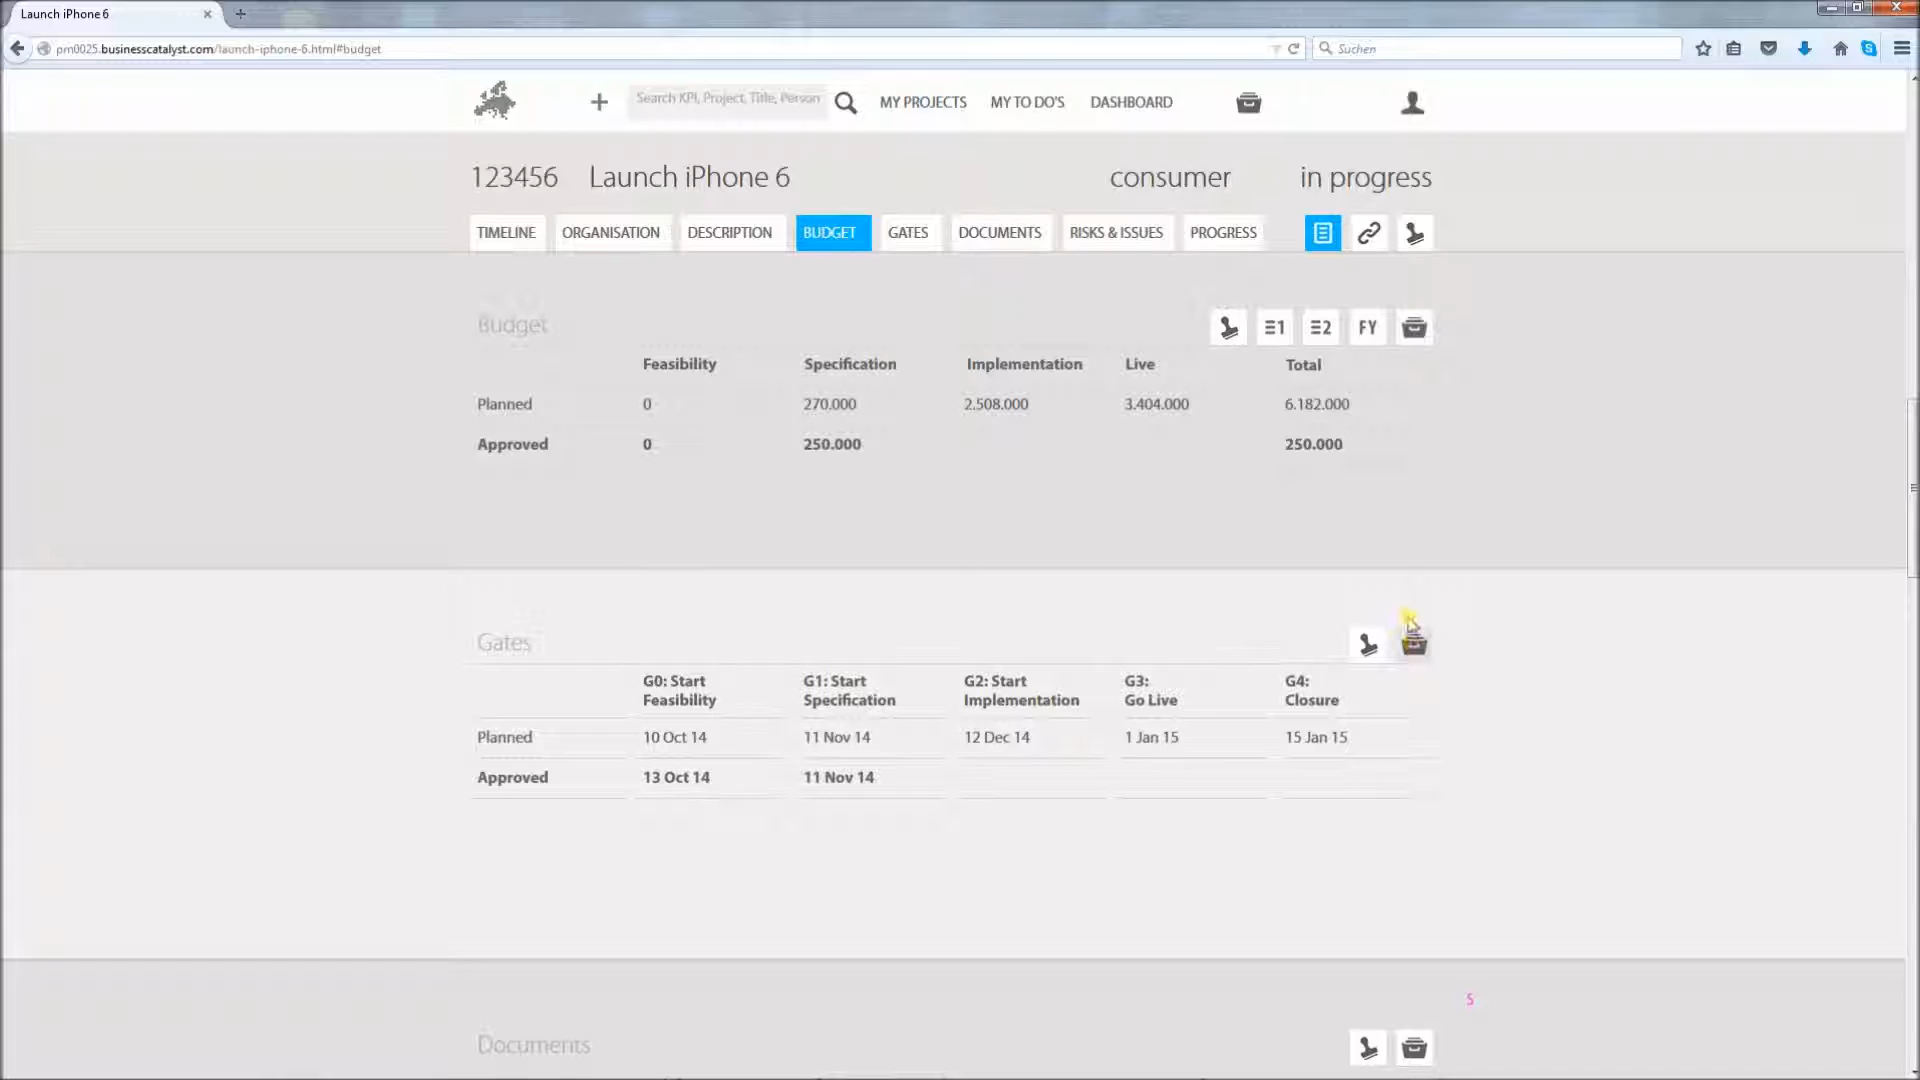 Launch iPhone 6
pm0025.businesscatalyst.com/launch-iphone-6.html#budget
Suchen
Search KPI, Project, Title, Person
MY PROJECTS
MY TO DO'S
DASHBOARD
123456 Launch iPhone 6 consumer in progress
TIMELINE ORGANISATION DESCRIPTION BUDGET GATES DOCUMENTS RISKS & ISSUES PROGRESS
Budget
1 2 FY
Feasibility Specification Implementation Live Total
Planned 0 270.000 2.508.000 3.404.000 6.182.000
Approved 0 250.000 250.000
Gates
G0: Start G1: Start G2: Start G3: G4:
Feasibility Specification Implementation Go Live Closure
Planned 10 Oct 14 11 Nov 14 12 Dec 14 1 Jan 15 15 Jan 15
Approved 13 Oct 14 11 Nov 14
S
Documents